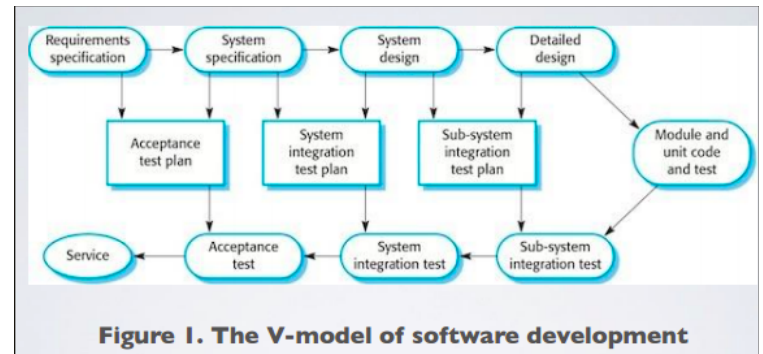 Requirements
specification
System
specification
System
design
Detailed
design
Acceptance
test plan
System
integration
test plan
Sub-system
integration
test plan
Module and
unit code
and test
Service
Acceptance
test
System
integration test
Sub-system
integration test
Figure 1. The V-model of software development